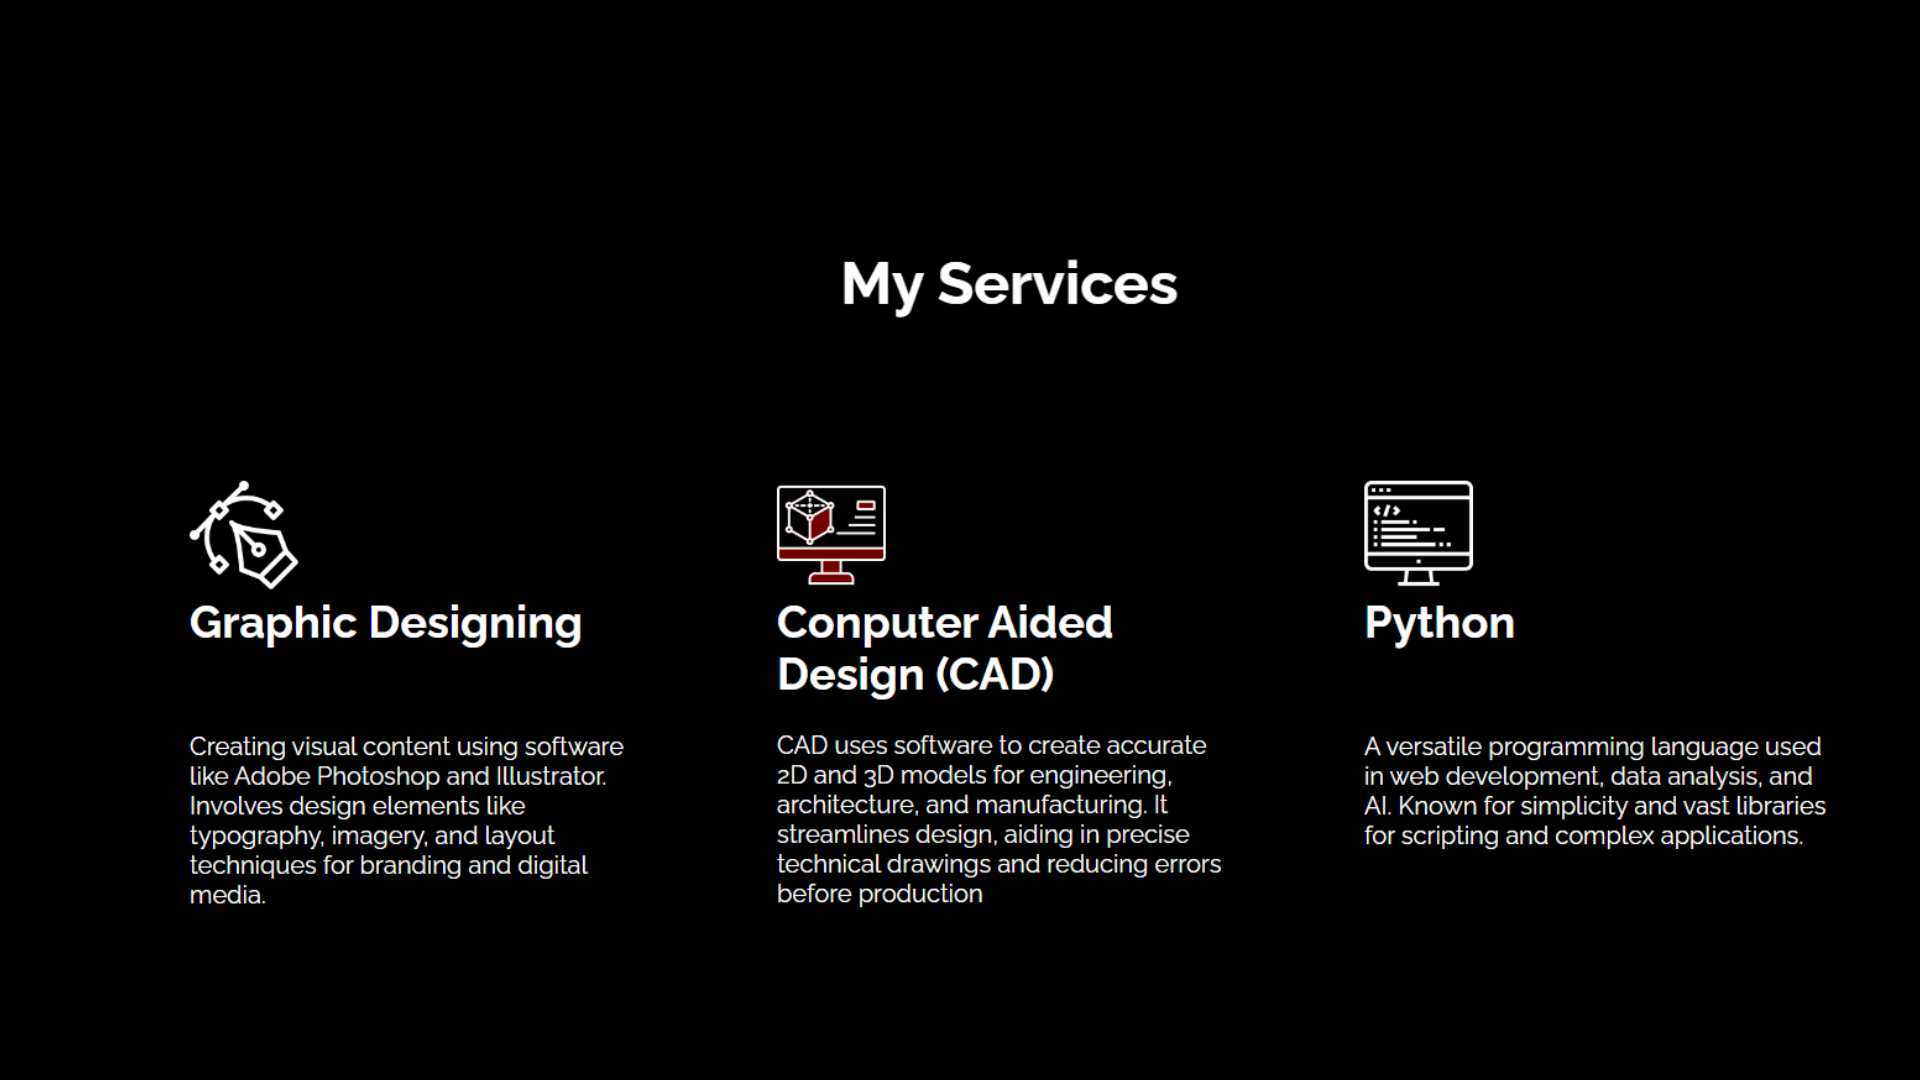 My Services
Graphic Designing
Creating visual content using software
like Adobe Photoshop and Illustrator.
Involves design elements like
typography, imagery, and layout
techniques for branding and digital
media.
Conputer Aided
Design (CAD)
CAD uses software to create accurate
2D and 3D models for engineering,
architecture, and manufacturing. It
streamlines design, aiding in precise
technical drawings and reducing errors
before production
</>
Python
A versatile programming language used
in web development, data analysis, and
AI. Known for simplicity and vast libraries
for scripting and complex applications.